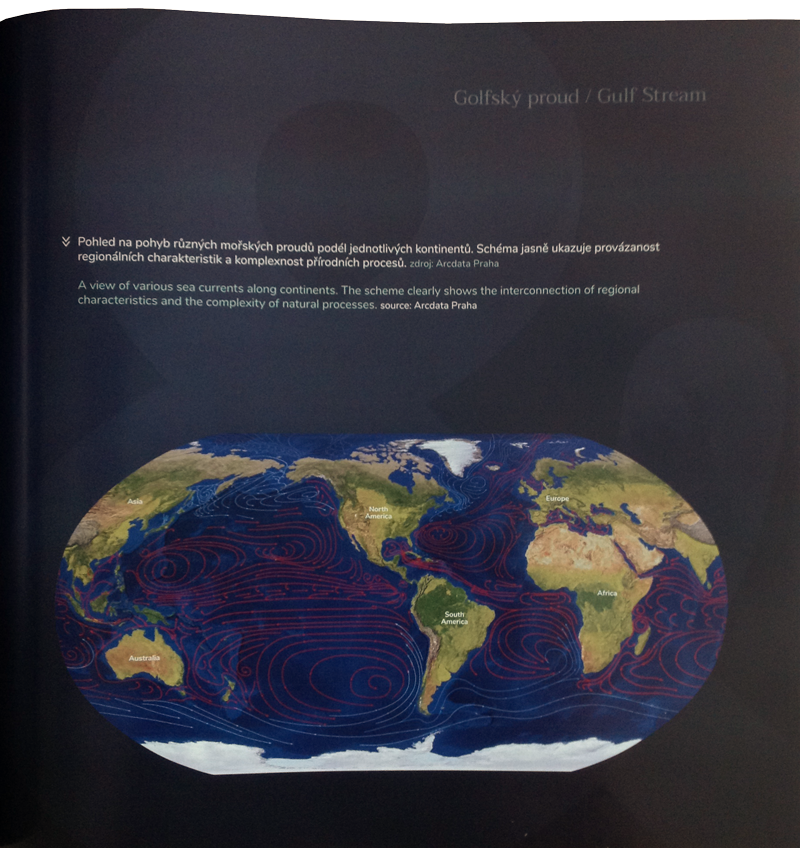 Golfský proud / Gulf Stream
Pohled na pohyb různých mořských proudů podél jednotlivých kontinentů. Schéma jasně ukazuje provázanost
regionálních charakteristik a komplexnost přírodních procesů. zdroj: Arcdata Praha
A view of various sea currents along continents. The scheme clearly shows the interconnection of regional
characteristics and the complexity of natural processes. source: Arcdata Praha
Asia
North
America
Europe
Africa
South
America
Australia